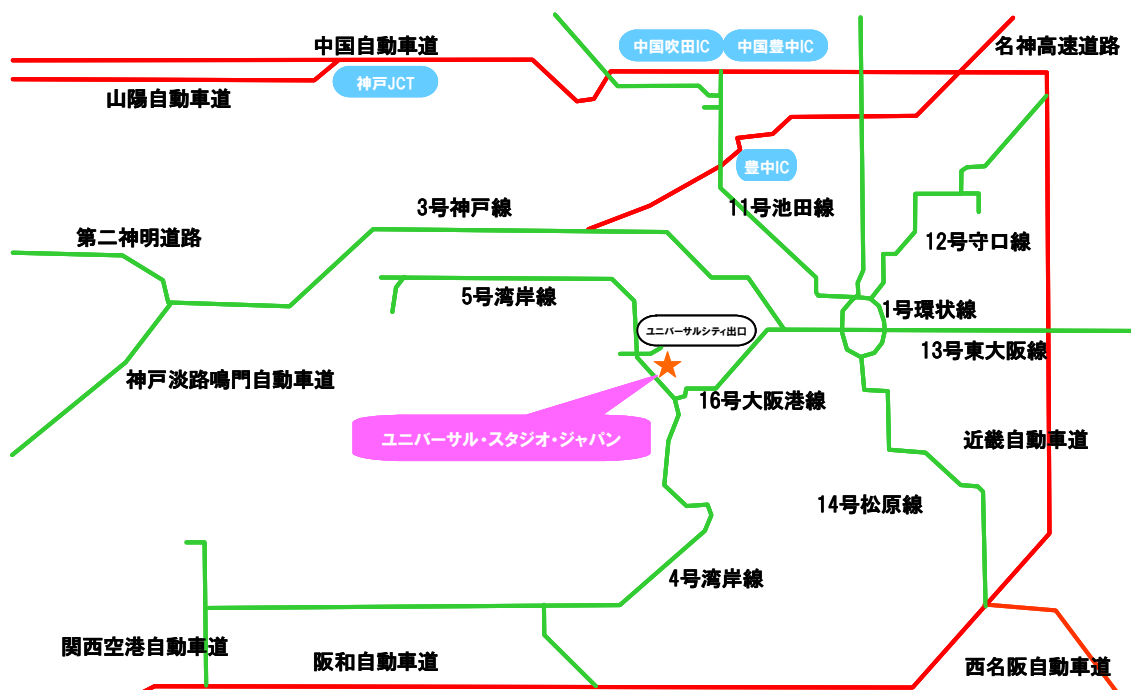 中国自動車道
中国吹田IC
中国豊中IC
名神高速道路
神戸JCT
山陽自動車道
豊中IC
3号神戸線
11号池田線
第二神明道路
12号守口線
5号湾岸線
1号環状線
ユニバーサルシティ出口
13号東大阪線
神戸淡路鳴門自動車道
16号大阪港線
ユニバーサル・スタジオ・ジャパン
近畿自動車道
14号松原線
4号湾岸線
関西空港自動車道
阪和自動車道
西名阪自動車道